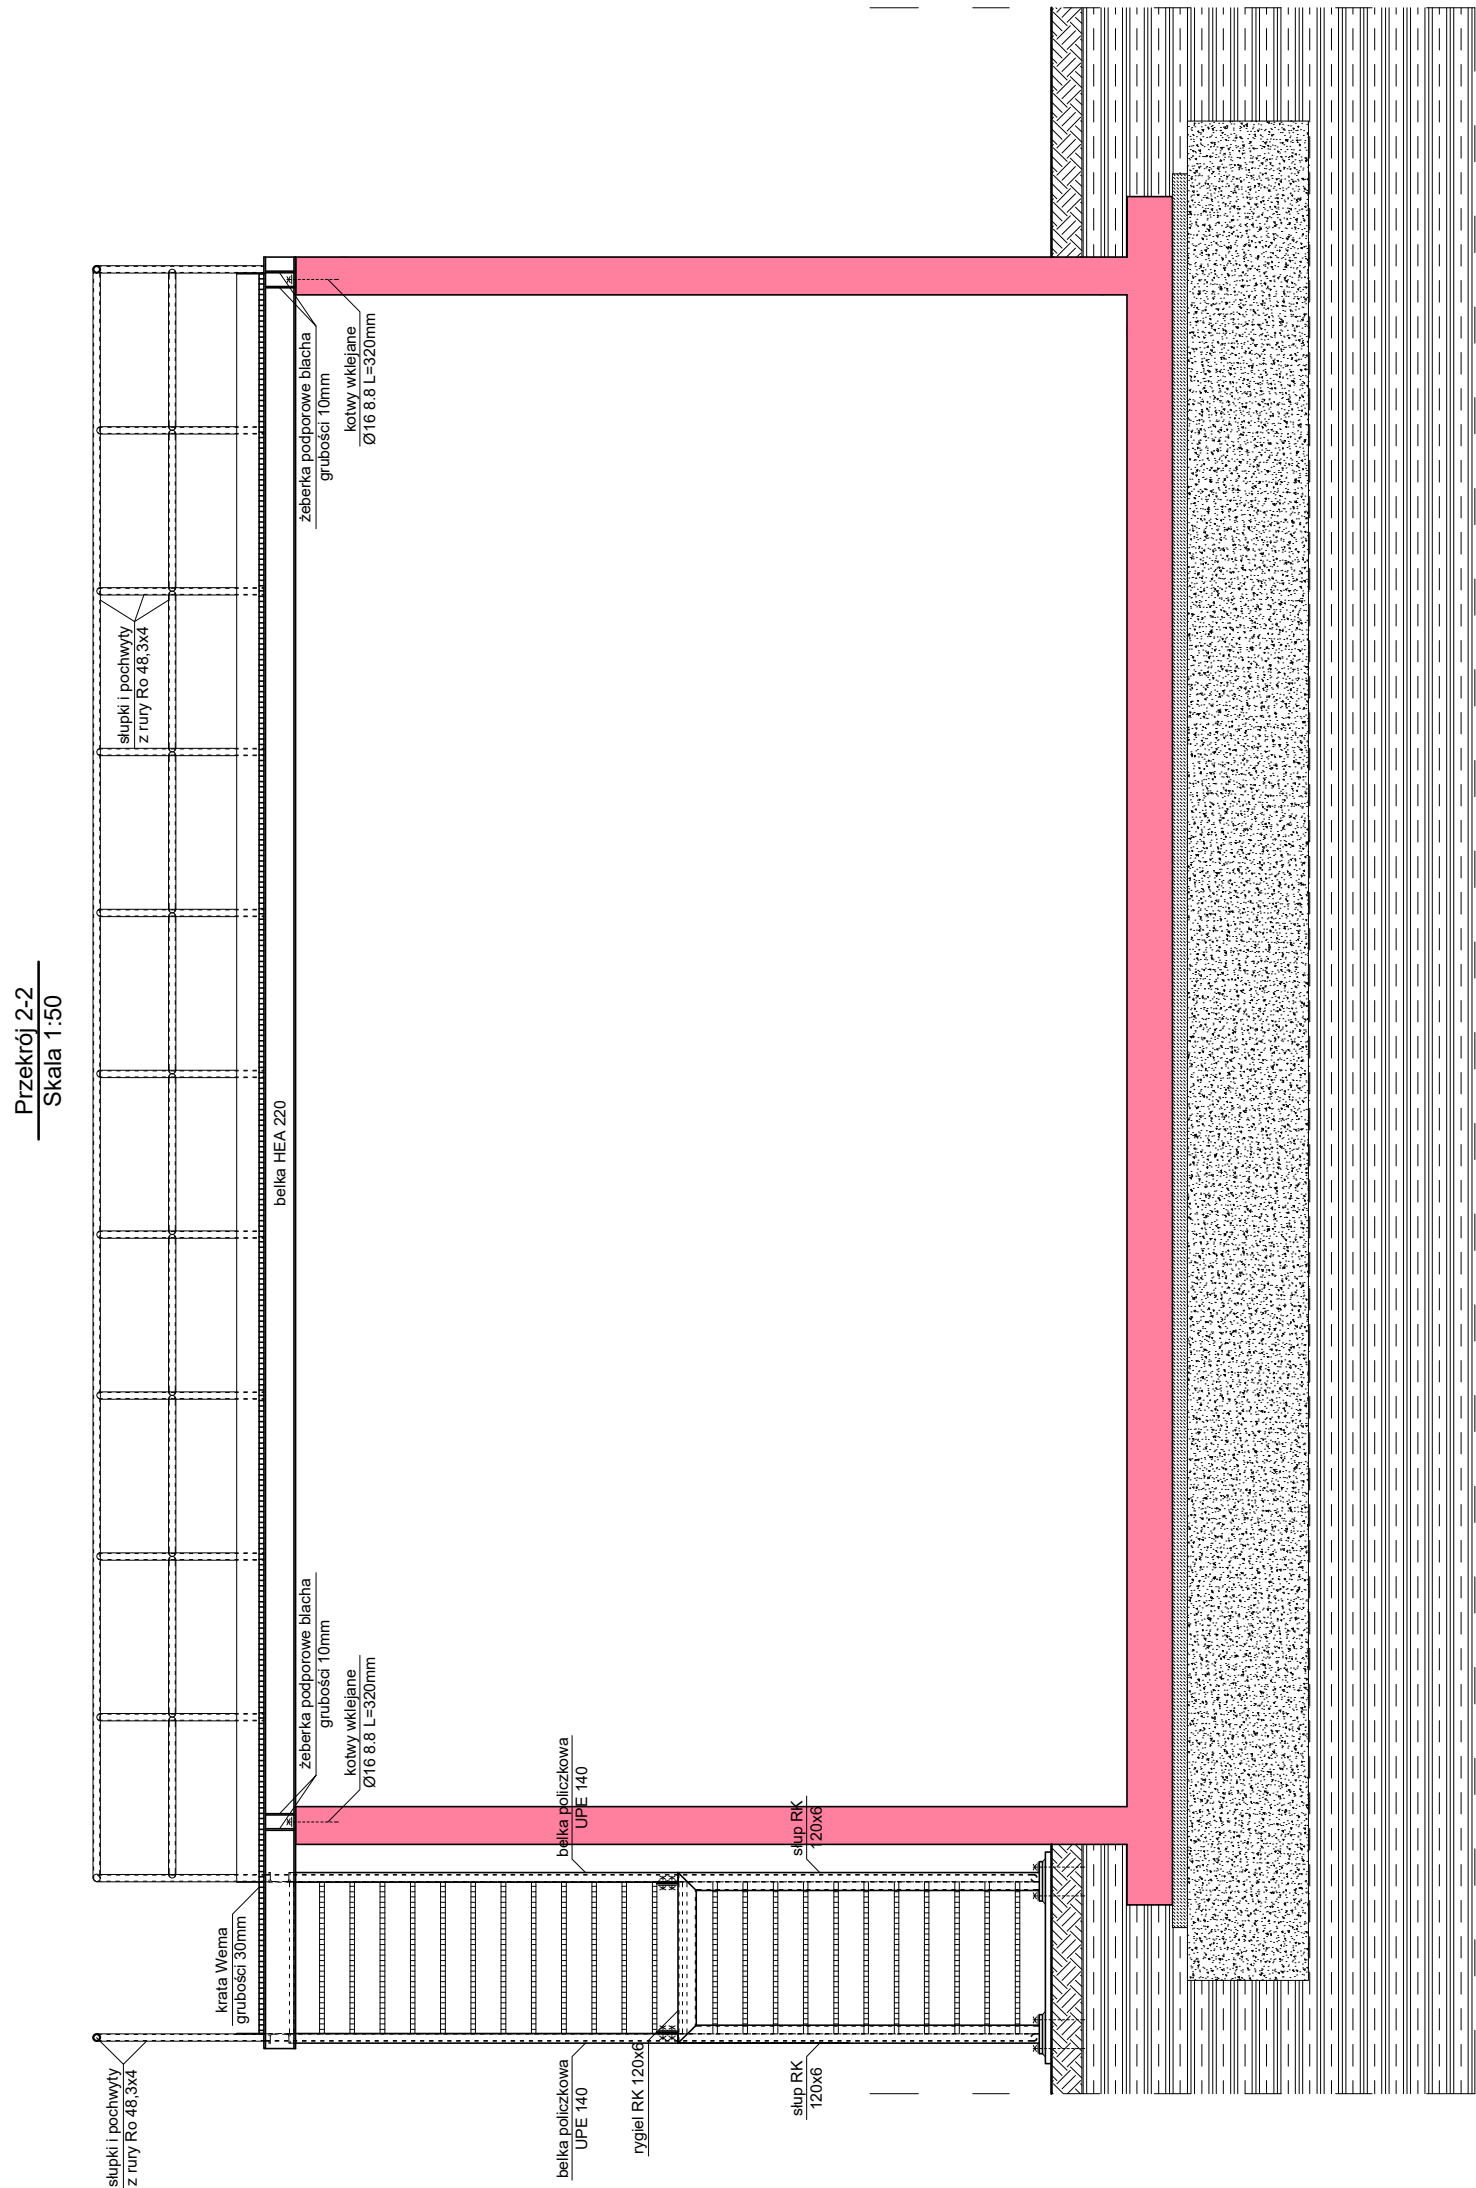 Przekrój 2-2
Skala 1:50
słupki i pochwyty
z rury Ro 48,3x4
krata Wema
grubości 30mm
słupki i pochwyty
z rury Ro 48,3x4
belka HEA 220
żeberka podporowe blacha
grubości 10mm
kotwy wklejane
Ø16 8.8 L=320mm
żeberka podporowe blacha
grubości 10mm
kotwy wklejane
Ø16 8.8 L=320mm
belka policzkowa
UPE 140
belka policzkowa
UPE 140
rygiel RK 120x6
słup RK
120x6
słup RK
120x6